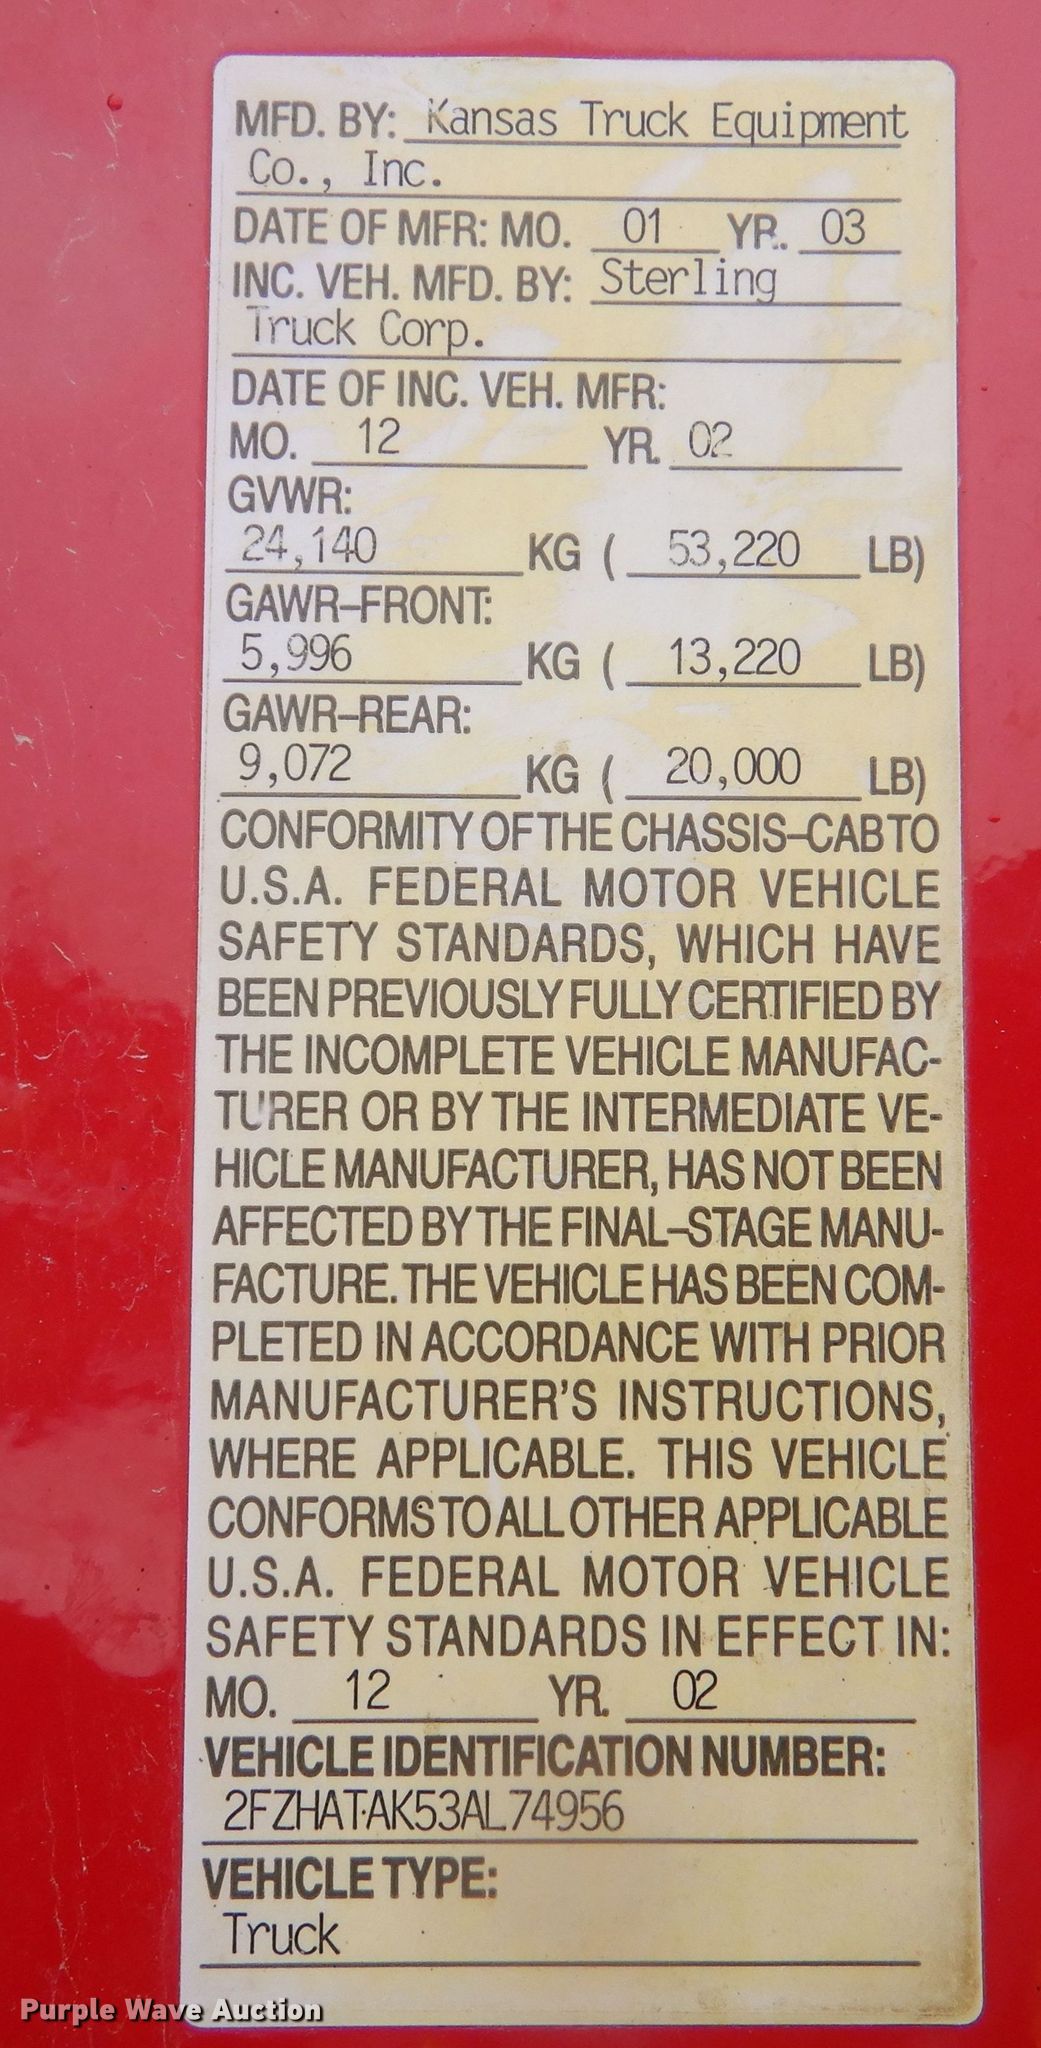 MFD. BY: Kansas Truck Equipment
Co., Inc.
DATE OF MFR: MO. 01 YR. 03
INC. VEH. MFD. BY: Sterling
Truck Corp.
DATE OF INC. VEH. MFR:
MO. 12 YR. 02
GVWR:
24,140 KG ( 53,220 LB)
GAWR-FRONT:
5,996 KG ( 13,220 LB)
GAWR-REAR:
9,072 KG ( 20,000 LB)
CONFORMITY OF THE CHASSIS-CAB TO
U.S.A. FEDERAL MOTOR VEHICLE
SAFETY STANDARDS, WHICH HAVE
BEEN PREVIOUSLY FULLY CERTIFIED BY
THE INCOMPLETE VEHICLE MANUFAC-
TURER OR BY THE INTERMEDIATE VE-
HICLE MANUFACTURER, HAS NOT BEEN
AFFECTED BY THE FINAL-STAGE MANU-
FACTURE. THE VEHICLE HAS BEEN COM-
PLETED IN ACCORDANCE WITH PRIOR
MANUFACTURER'S INSTRUCTIONS,
WHERE APPLICABLE. THIS VEHICLE
CONFORMS TO ALL OTHER APPLICABLE
U.S.A. FEDERAL MOTOR VEHICLE
SAFETY STANDARDS IN EFFECT IN:
MO. 12 YR. 02
VEHICLE IDENTIFICATION NUMBER:
2FZHATAK53AL74956
VEHICLE TYPE:
Truck
Purple Wave Auction